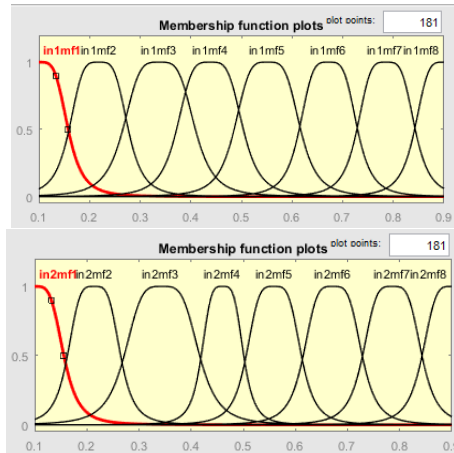 Membership function plots plot points: 181
in1mf1 in1mf2 in1mf3 in1mf4 in1mf5 in1mf6 in1mf7 in1mf8
1
0.5
0
0.1 0.2 0.3 0.4 0.5 0.6 0.7 0.8 0.9
Membership function plots plot points: 181
in2mf1 in2mf2 in2mf3 in2mf4 in2mf5 in2mf6 in2mf7 in2mf8
1
0.5
0
0.1 0.2 0.3 0.4 0.5 0.6 0.7 0.8 0.9